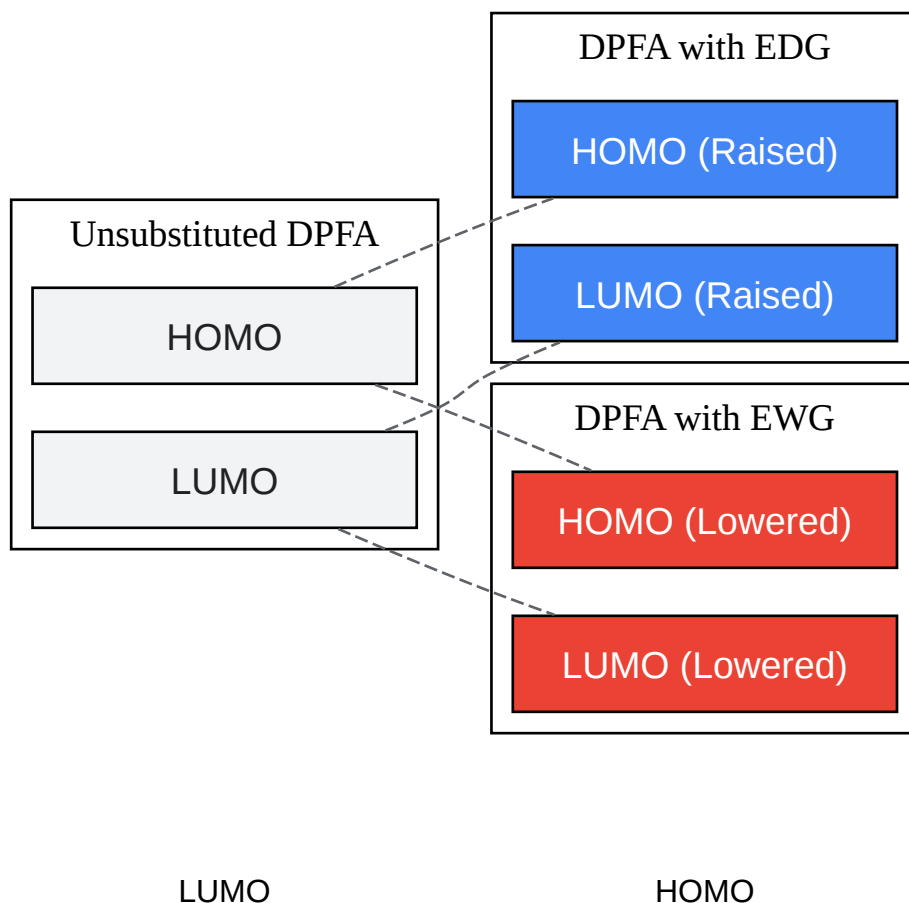 DPFA with EDG
HOMO (Raised)
LUMO (Raised)
Unsubstituted DPFA
HOMO
LUMO
DPFA with EWG
HOMO (Lowered)
LUMO (Lowered)
LUMO
HOMO